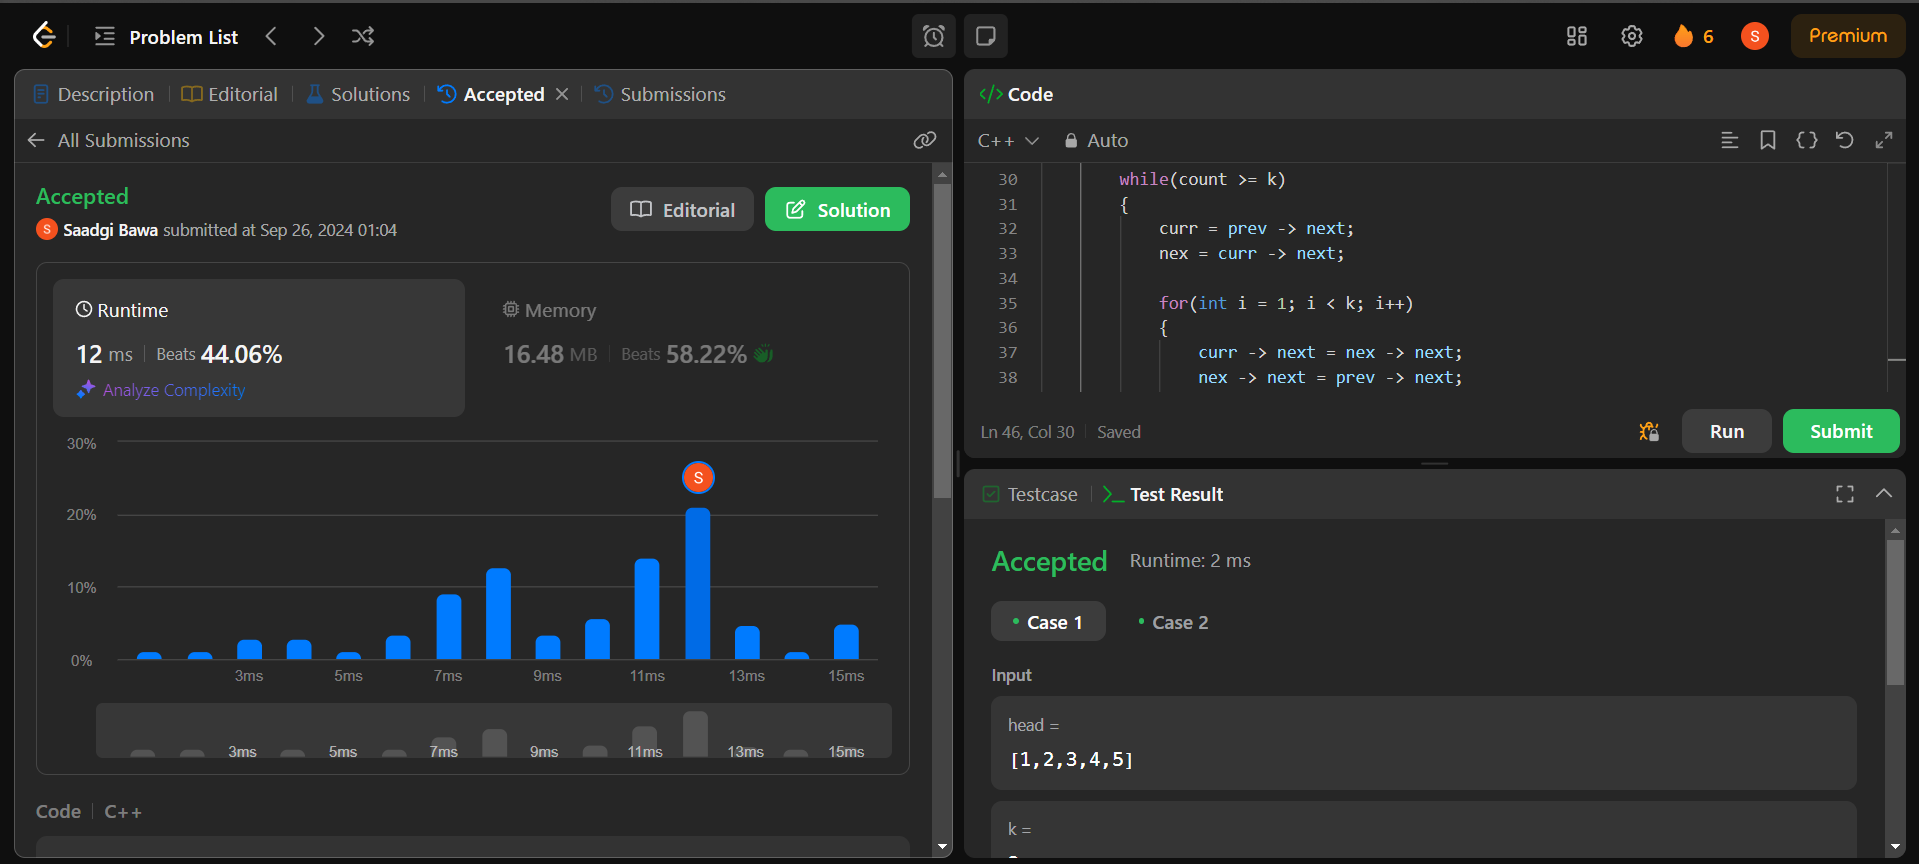 Problem List
6
S
Premium
Description
Editorial
Solutions
Accepted
Submissions
All Submissions
Accepted
Editorial
Solution
S
Saadgi Bawa submitted at Sep 26, 2024 01:04
Runtime
12 ms
Beats 44.06%
Analyze Complexity
Memory
16.48 MB
Beats 58.22%
30%
20%
10%
0%
S
3ms 5ms 7ms 9ms 11ms 13ms 15ms
3ms 5ms 7ms 9ms 11ms 13ms 15ms
Code
C++
</> Code
C++
Auto
30 while(count >= k)
31 {
32 curr = prev -> next;
33 nex = curr -> next;
34
35 for(int i = 1; i < k; i++)
36 {
37 curr -> next = nex -> next;
38 nex -> next = prev -> next;
Ln 46, Col 30
Saved
Run
Submit
Testcase
Test Result
Accepted
Runtime: 2 ms
Case 1
Case 2
Input
head =
[1,2,3,4,5]
k =